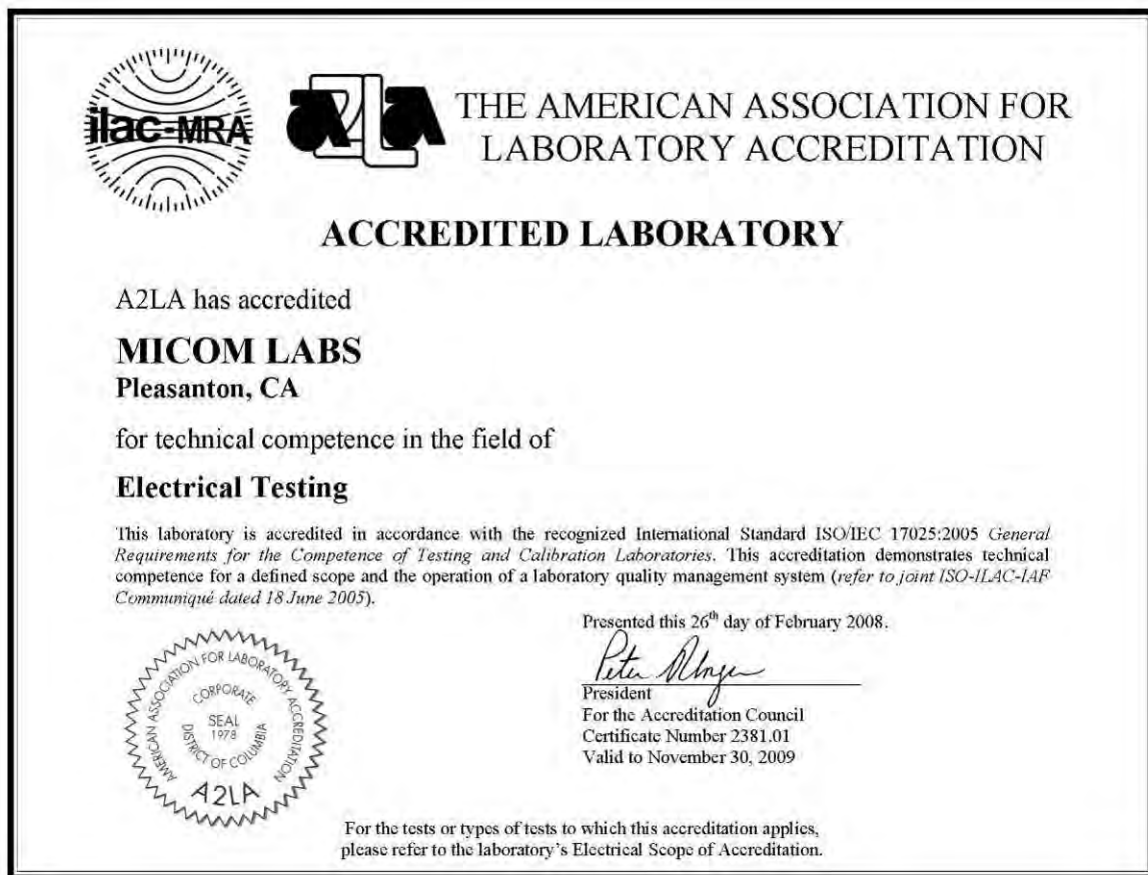 ilac-MRA
A2LA
THE AMERICAN ASSOCIATION FOR
LABORATORY ACCREDITATION
ACCREDITED LABORATORY
A2LA has accredited
MICOM LABS
Pleasanton, CA
for technical competence in the field of
Electrical Testing
This laboratory is accredited in accordance with the recognized International Standard ISO/IEC 17025:2005 General
Requirements for the Competence of Testing and Calibration Laboratories. This accreditation demonstrates technical
competence for a defined scope and the operation of a laboratory quality management system (refer to joint ISO-ILAC-IAF
Communiqué dated 18 June 2005).
Presented this 26th day of February 2008.
Peter Unger
President
For the Accreditation Council
Certificate Number 2381.01
Valid to November 30, 2009
AMERICAN ASSOCIATION FOR LABORATORY ACCREDITATION
CORPORATE
SEAL
1978
DISTRICT OF COLUMBIA
A2LA
For the tests or types of tests to which this accreditation applies,
please refer to the laboratory's Electrical Scope of Accreditation.